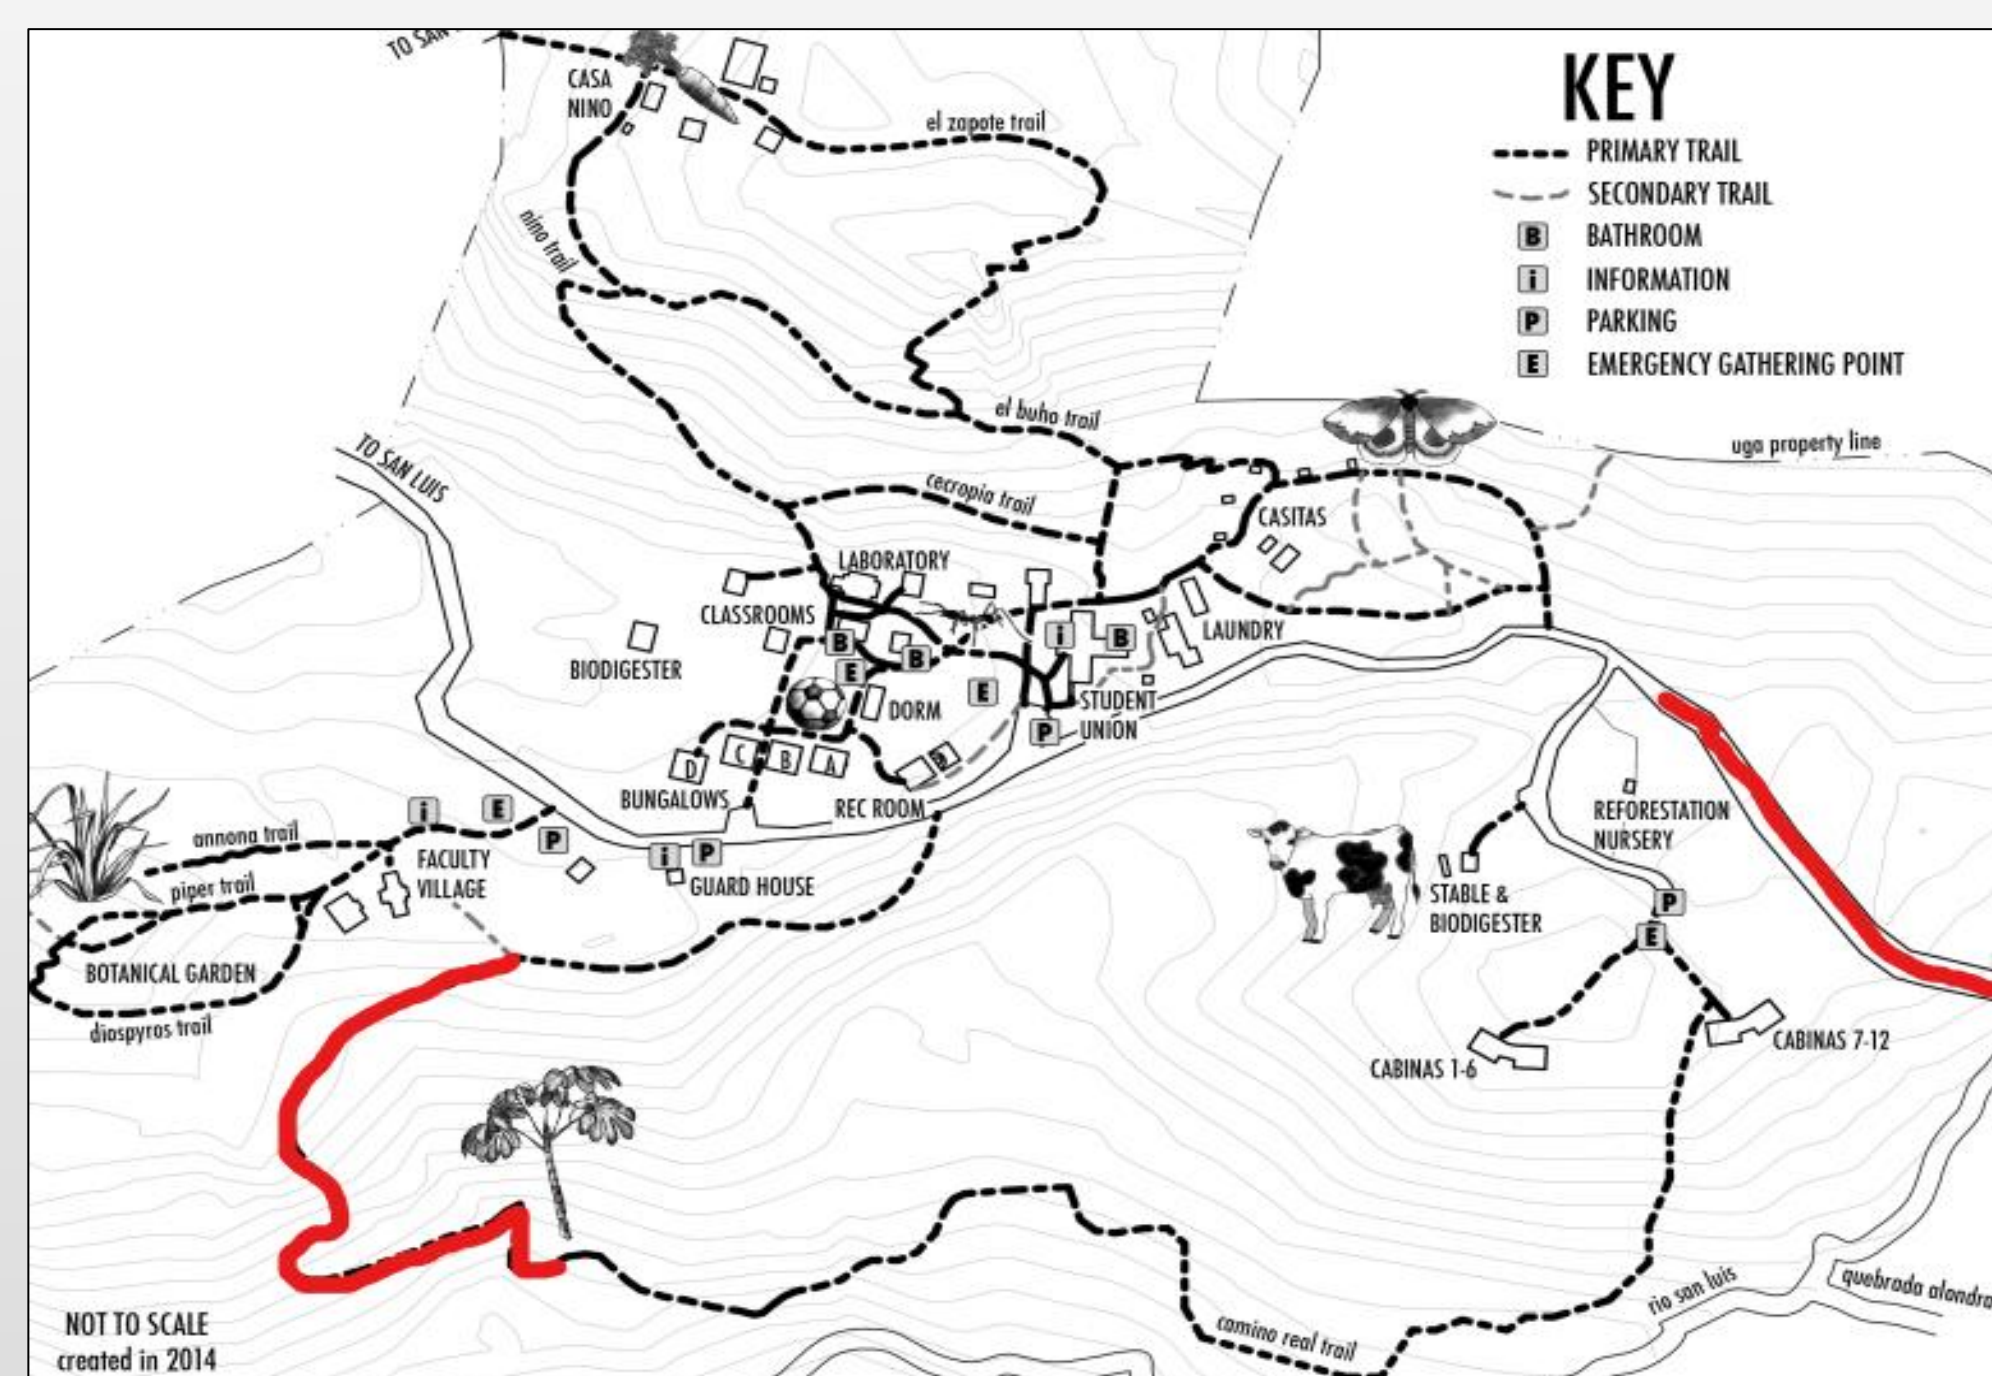 TO SAN
CASA
NINO
el zapote trail
nino trail
KEY
PRIMARY TRAIL
SECONDARY TRAIL
B BATHROOM
i INFORMATION
P PARKING
E EMERGENCY GATHERING POINT
el buho trail
uga property line
TO SAN LUIS
cecropia trail
CASITAS
LABORATORY
CLASSROOMS
B
i
B
LAUNDRY
BIODIGESTER
E
B
E
DORM
STUDENT
UNION
P
D
C
B
A
BUNGALOWS
REC ROOM
REFORESTATION
NURSERY
i
E
P
annona trail
FACULTY
VILLAGE
i
P
GUARD HOUSE
piper trail
STABLE &
BIODIGESTER
P
E
BOTANICAL GARDEN
diospyros trail
CABINAS 7-12
CABINAS 1-6
rio san luis
quebrada alondra
camino real trail
NOT TO SCALE
created in 2014